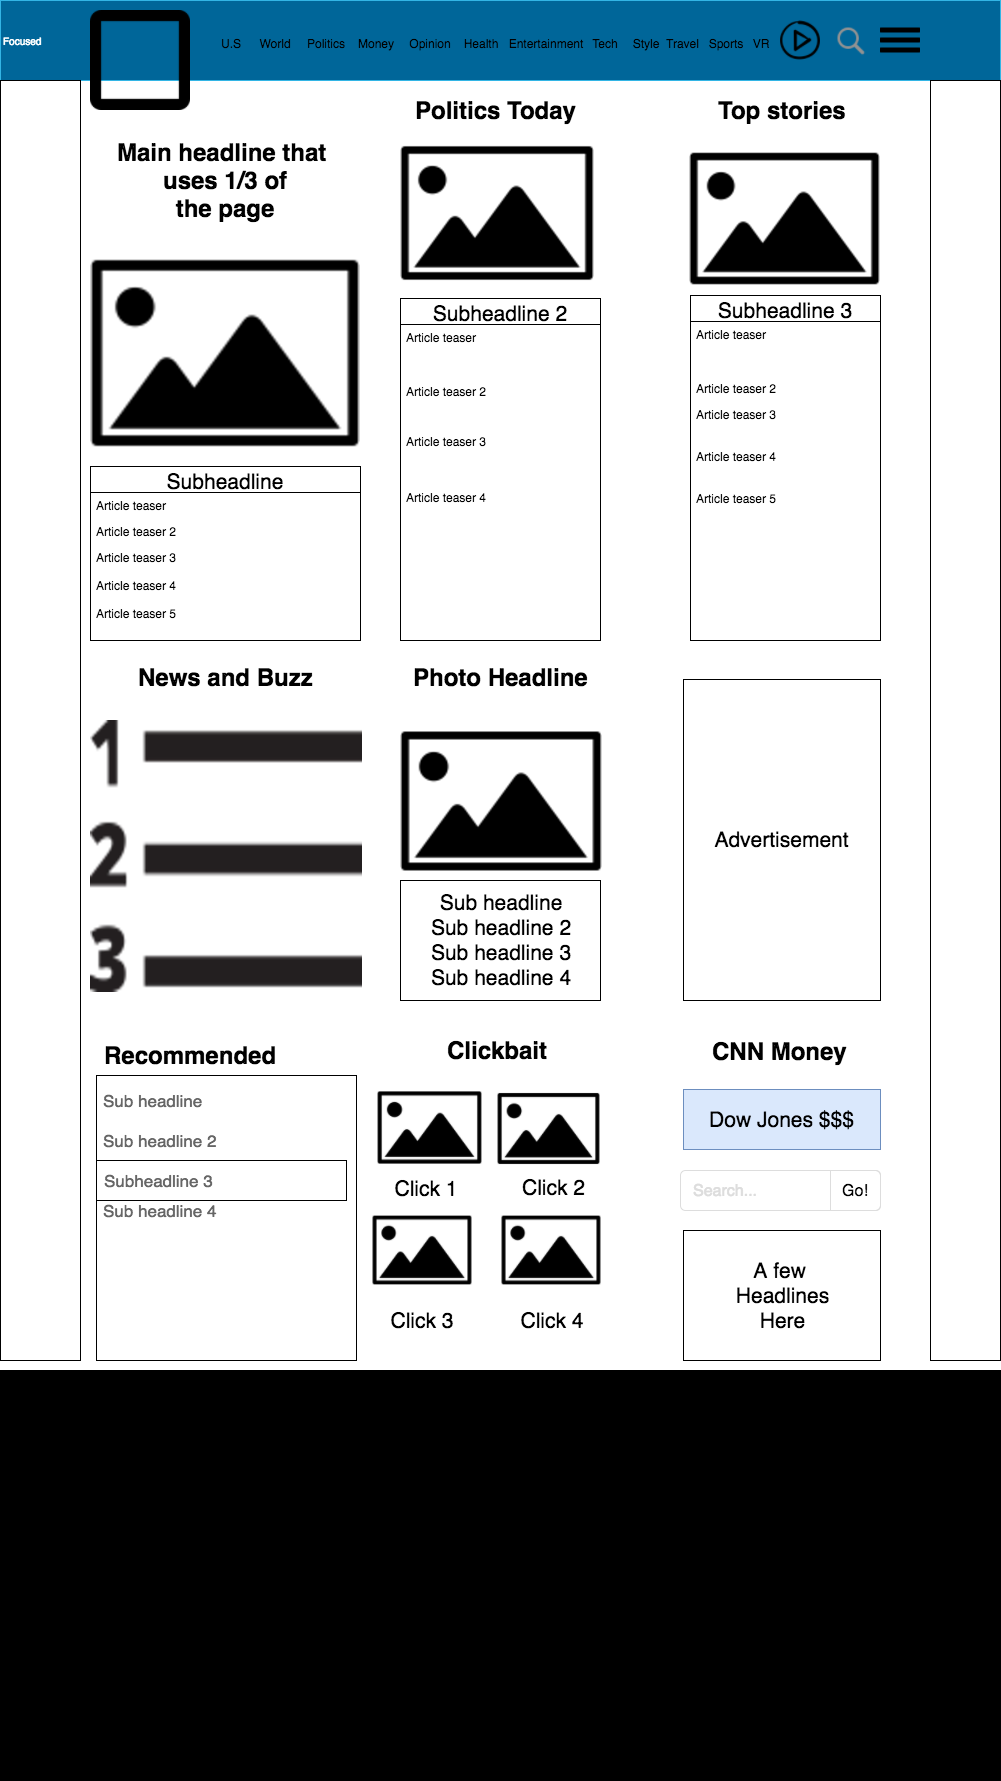 Focused
U.S World Politics Money Opinion Health Entertainment Tech Style Travel Sports VR
Main headline that
uses 1/3 of
the page
Subheadline
Article teaser
Article teaser 2
Article teaser 3
Article teaser 4
Article teaser 5
Politics Today
Subheadline 2
Article teaser
Article teaser 2
Article teaser 3
Article teaser 4
Top stories
Subheadline 3
Article teaser
Article teaser 2
Article teaser 3
Article teaser 4
Article teaser 5
News and Buzz
1
2
3
Photo Headline
Sub headline
Sub headline 2
Sub headline 3
Sub headline 4
Advertisement
Recommended
Sub headline
Sub headline 2
Subheadline 3
Sub headline 4
Clickbait
Click 1
Click 2
Click 3
Click 4
CNN Money
Dow Jones $$$
Search... Go!
A few
Headlines
Here